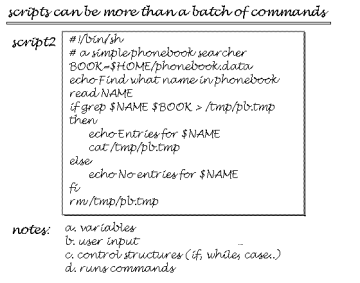 scripts can be more than a batch of commands
script2
#!/bin/sh
# a simple phonebook searcher
BOOK=$HOME/phonebook.data
echo Find what name in phonebook
read NAME
if grep $NAME $BOOK > /tmp/pb.tmp
then
echo Entries for $NAME
cat /tmp/pb.tmp
else
echo No entries for $NAME
fi
rm /tmp/pb.tmp
notes:
a. variables
b. user input
c. control structures (if, while, case..)
d. runs commands